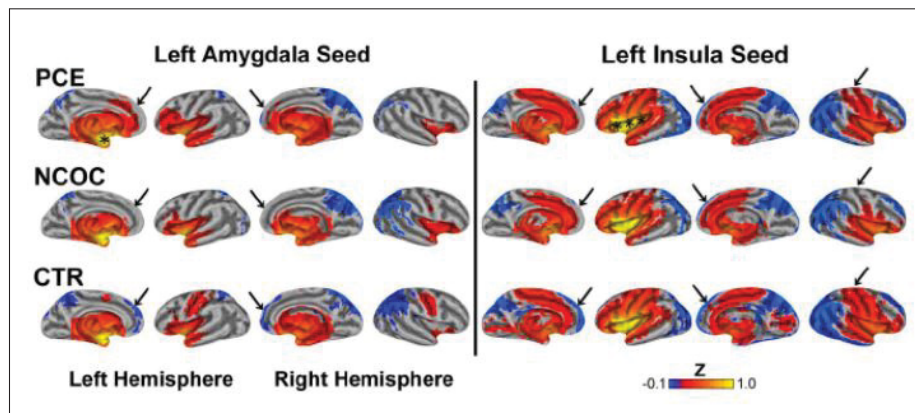 Left Amygdala Seed
Left Insula Seed
PCE
*
* * *
NCOC
CTR
Left Hemisphere
Right Hemisphere
Z
-0.1
1.0